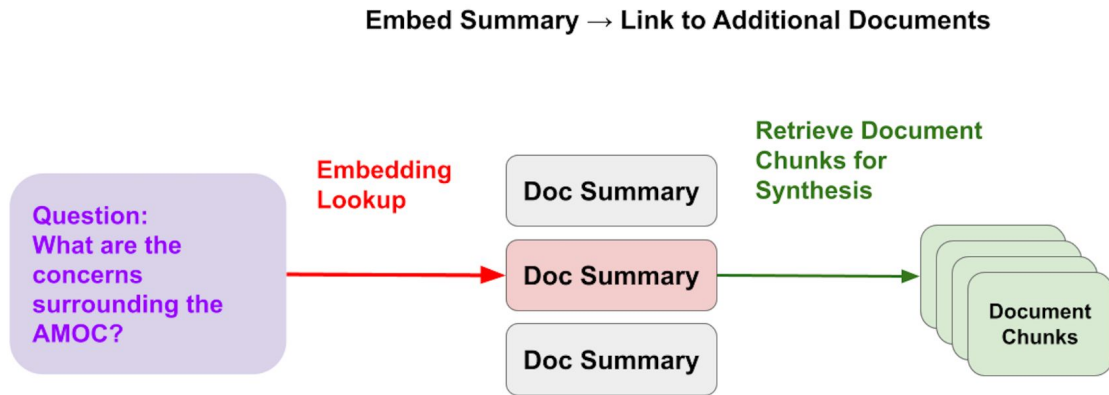 Embed Summary → Link to Additional Documents
Question:
What are the
concerns
surrounding the
AMOC?
Embedding
Lookup
Doc Summary
Doc Summary
Doc Summary
Retrieve Document
Chunks for
Synthesis
Document
Chunks